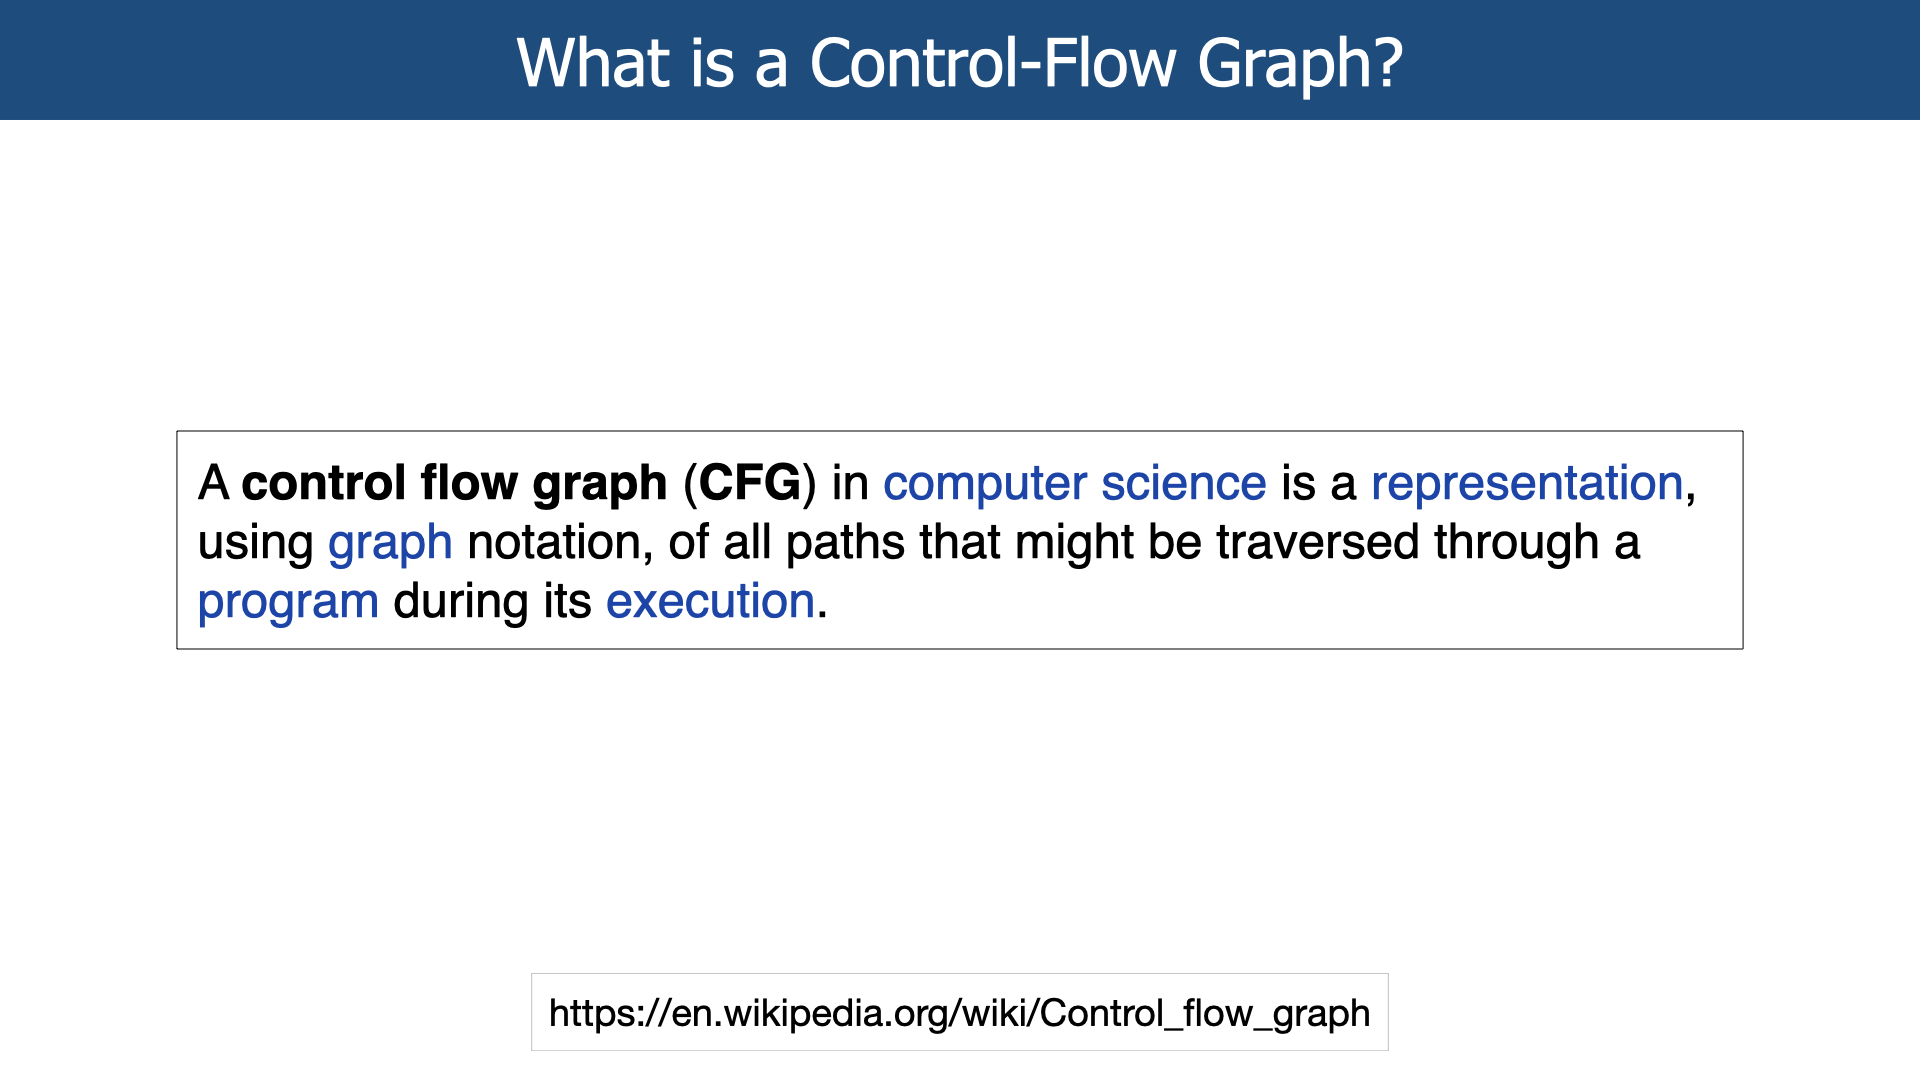 What is a Control-Flow Graph?
A control flow graph (CFG) in computer science is a representation,
using graph notation, of all paths that might be traversed through a
program during its execution.
https://en.wikipedia.org/wiki/Control_flow_graph